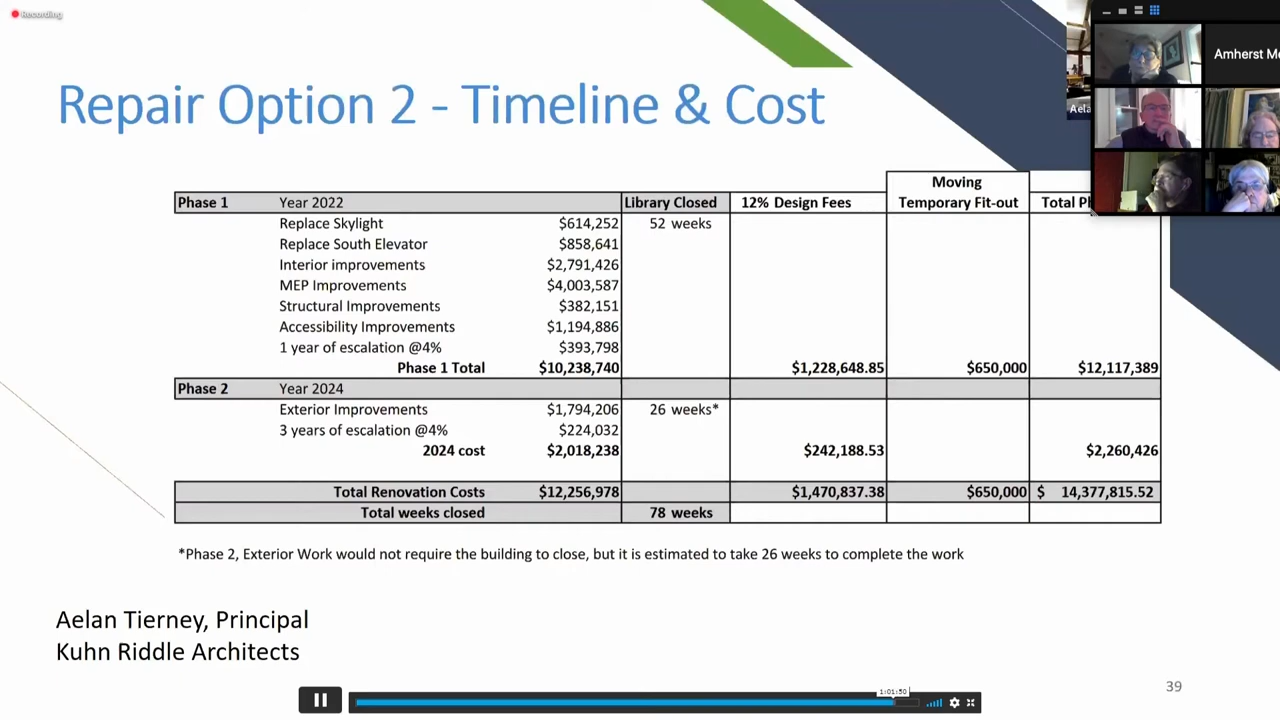 Recording
Amherst
Repair Option 2 - Timeline & Cost
Moving
Phase 1 Year 2022 Library Closed 12% Design Fees Temporary Fit-out Total
Replace Skylight $614,252 52 weeks
Replace South Elevator $858,641
Interior improvements $2,791,426
MEP Improvements $4,003,587
Structural Improvements $382,151
Accessibility Improvements $1,194,886
1 year of escalation @4% $393,798
Phase 1 Total $10,238,740 $1,228,648.85 $650,000 $12,117,389
Phase 2 Year 2024
Exterior Improvements $1,794,206 26 weeks*
3 years of escalation @4% $224,032
2024 cost $2,018,238 $242,188.53 $2,260,426
Total Renovation Costs $12,256,978 $1,470,837.38 $650,000 $ 14,377,815.52
Total weeks closed 78 weeks
*Phase 2, Exterior Work would not require the building to close, but it is estimated to take 26 weeks to complete the work
Aelan Tierney, Principal
Kuhn Riddle Architects
39
1:01:50